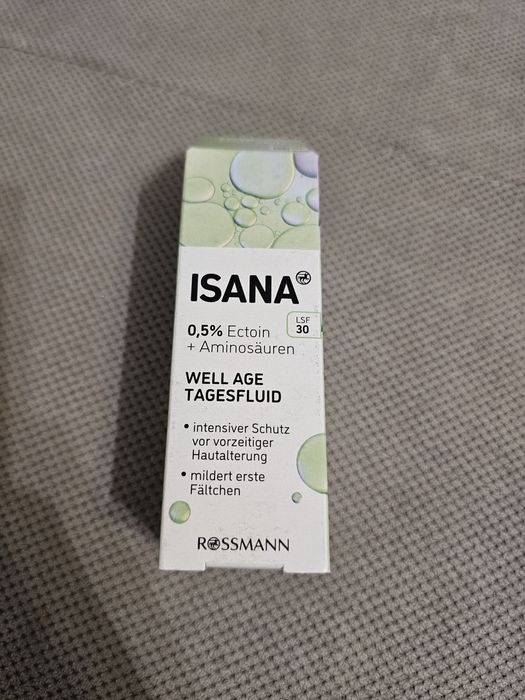 ISANA
LSF
30
0,5% Ectoin
+ Aminosäuren
WELL AGE
TAGESFLUID
• intensiver Schutz
vor vorzeitiger
Hautalterung
• mildert erste
Fältchen
ROSSMANN